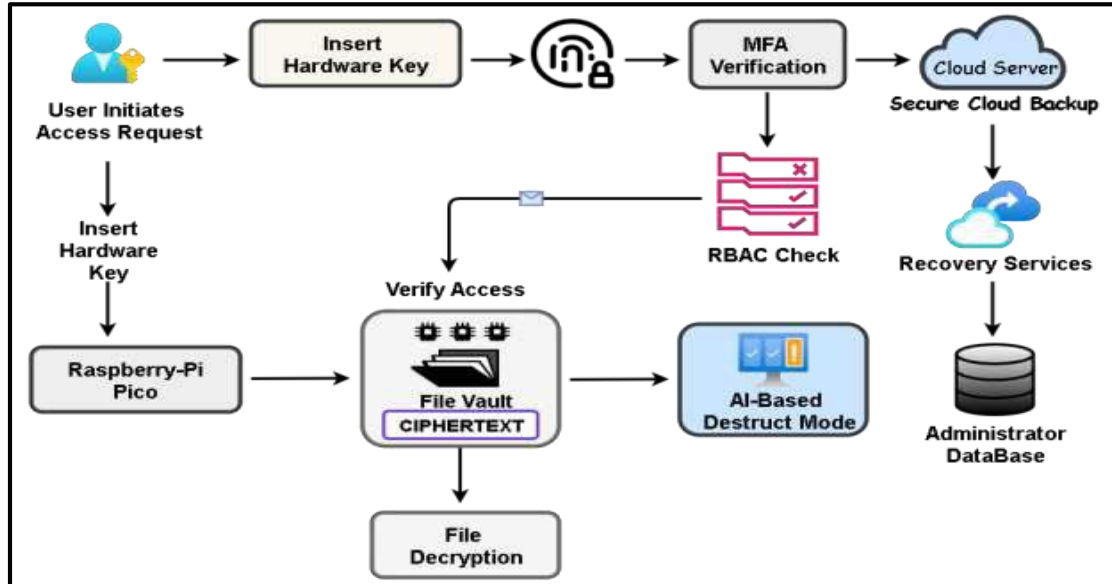 Insert
Hardware Key
MFA
Verification
Cloud Server
Secure Cloud Backup
User Initiates
Access Request
Insert
Hardware
Key
RBAC Check
Recovery Services
Verify Access
Raspberry-Pi
Pico
File Vault
CIPHERTEXT
AI-Based
Destruct Mode
Administrator
DataBase
File
Decryption